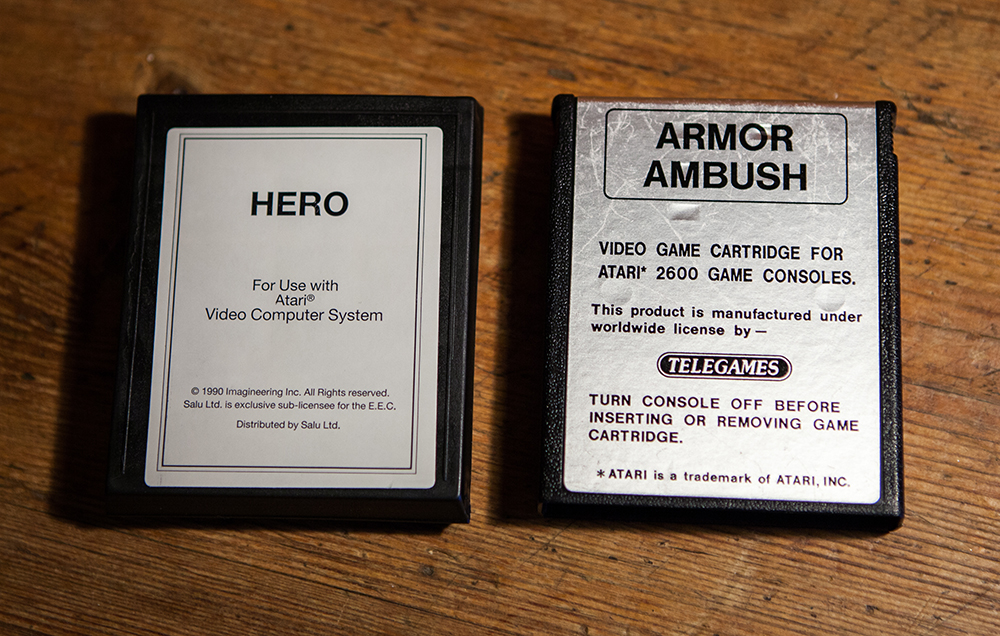 HERO
For Use with
Atari®
Video Computer System
© 1990 Imagineering Inc. All Rights reserved.
Salu Ltd. is exclusive sub-licensee for the E.E.C.
Distributed by Salu Ltd.
ARMOR
AMBUSH
VIDEO GAME CARTRIDGE FOR
ATARI* 2600 GAME CONSOLES.
This product is manufactured under
worldwide license by —
TELEGAMES
TURN CONSOLE OFF BEFORE
INSERTING OR REMOVING GAME
CARTRIDGE.
* ATARI is a trademark of ATARI, INC.